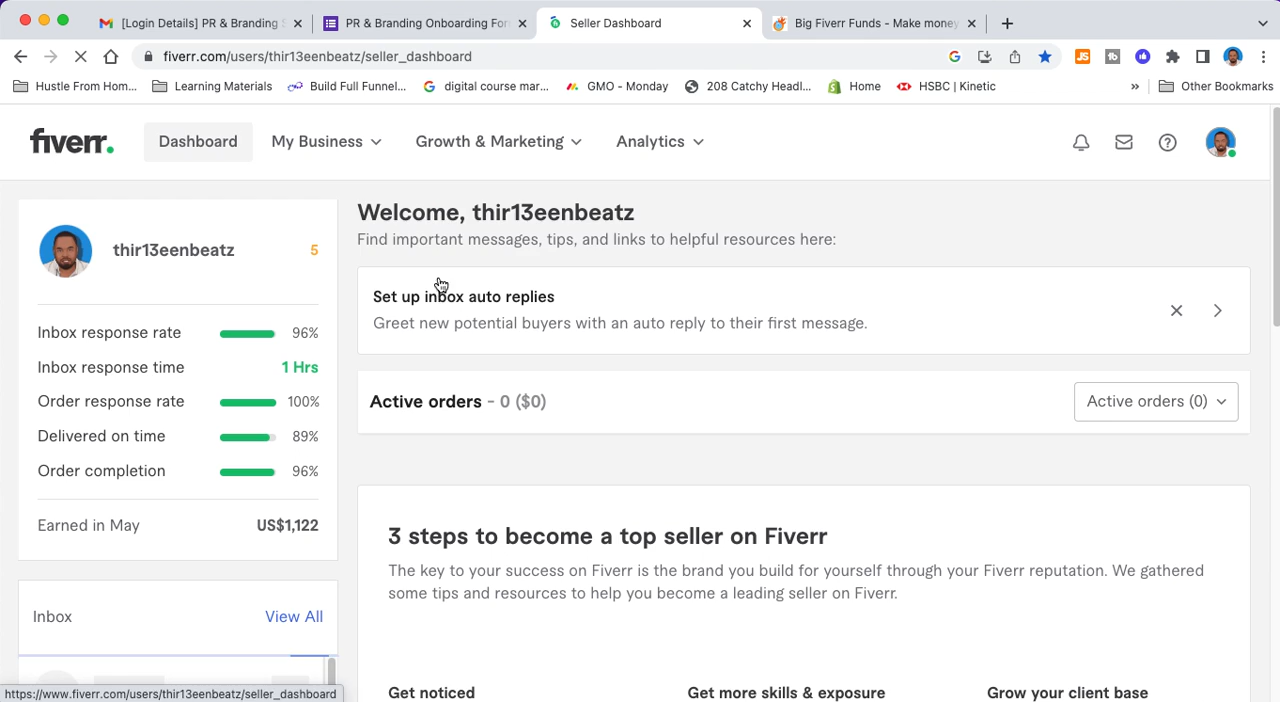 [Login Details] PR & Branding S
PR & Branding Onboarding For
Seller Dashboard
Big Fiverr Funds - Make money
fiverr.com/users/thir13eenbeatz/seller_dashboard
Hustle From Hom...
Learning Materials
Build Full Funnel...
digital course mar...
GMO - Monday
208 Catchy Headl...
Home
HSBC | Kinetic
»
Other Bookmarks
fiverr.
Dashboard
My Business
Growth & Marketing
Analytics
thir13eenbeatz
5
Inbox response rate 96%
Inbox response time 1 Hrs
Order response rate 100%
Delivered on time 89%
Order completion 96%
Earned in May US$1,122
Inbox View All
Welcome, thir13eenbeatz
Find important messages, tips, and links to helpful resources here:
Set up inbox auto replies
Greet new potential buyers with an auto reply to their first message.
Active orders - 0 ($0)
Active orders (0)
3 steps to become a top seller on Fiverr
The key to your success on Fiverr is the brand you build for yourself through your Fiverr reputation. We gathered
some tips and resources to help you become a leading seller on Fiverr.
Get noticed
Get more skills & exposure
Grow your client base
https://www.fiverr.com/users/thir13eenbeatz/seller_dashboard